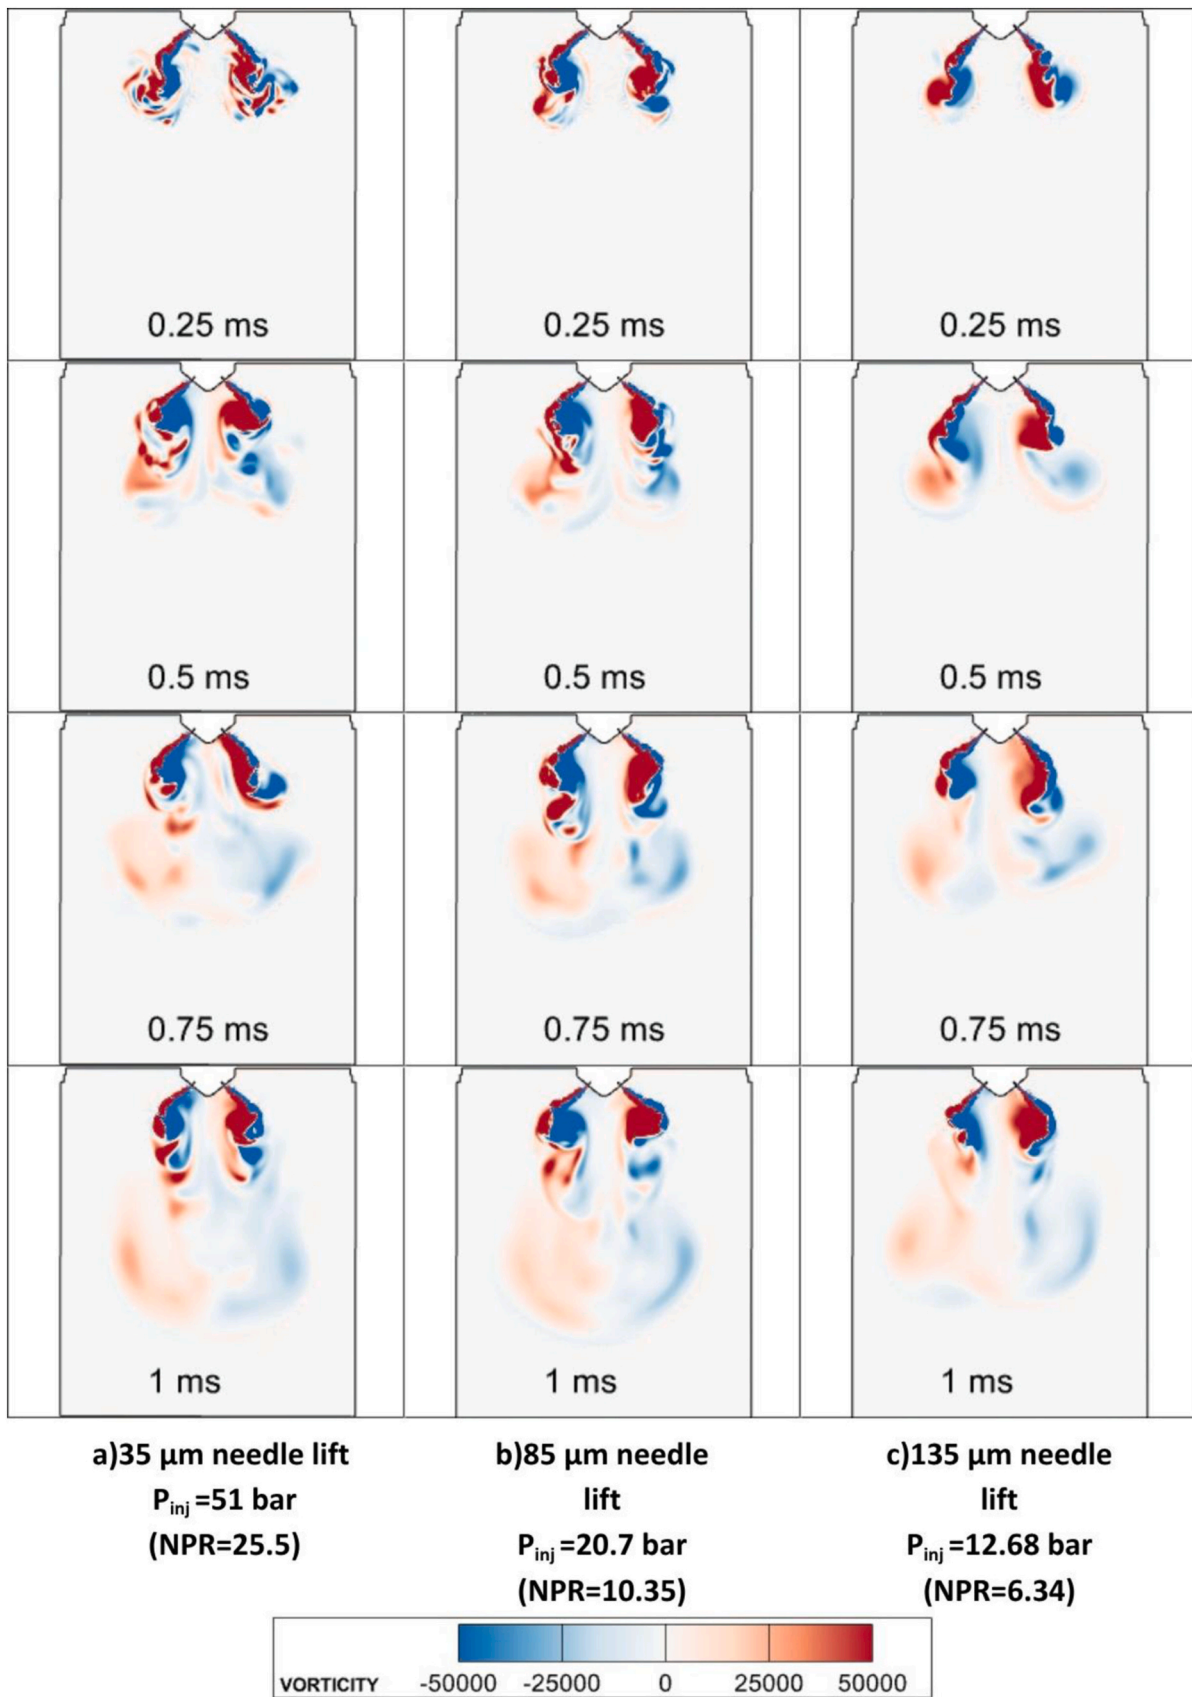 0.25 ms
0.25 ms
0.25 ms
0.5 ms
0.5 ms
0.5 ms
0.75 ms
0.75 ms
0.75 ms
1 ms
1 ms
1 ms
a)35 µm needle lift
P_inj =51 bar
(NPR=25.5)
b)85 µm needle
lift
P_inj =20.7 bar
(NPR=10.35)
c)135 µm needle
lift
P_inj =12.68 bar
(NPR=6.34)
VORTICITY -50000 -25000 0 25000 50000